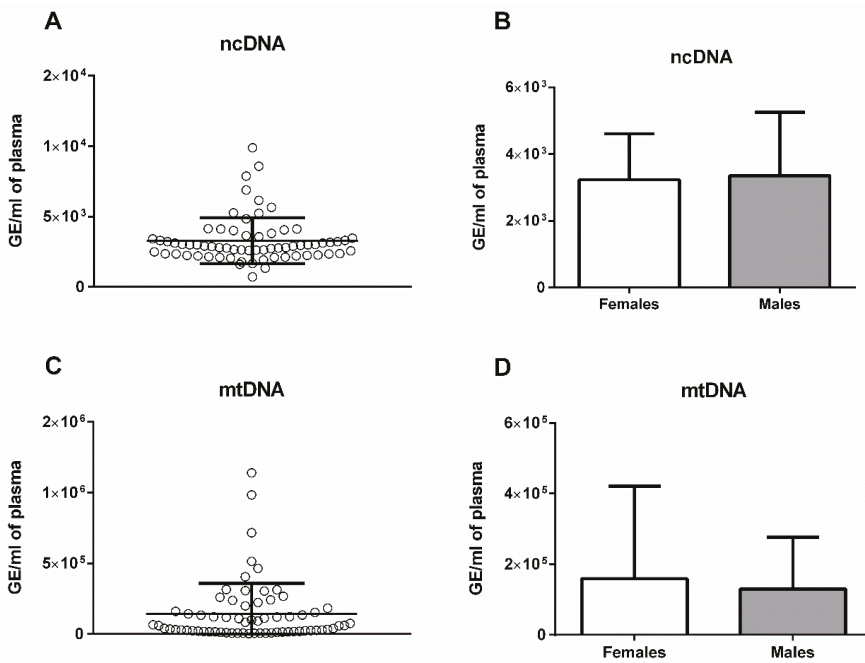 A
ncDNA
GE/ml of plasma
2×10⁴
1×10⁴
5×10³
0
B
ncDNA
GE/ml of plasma
6×10³
4×10³
2×10³
0
Females Males
C
mtDNA
GE/ml of plasma
2×10⁶
1×10⁶
5×10⁵
0
D
mtDNA
GE/ml of plasma
6×10⁵
4×10⁵
2×10⁵
0
Females Males